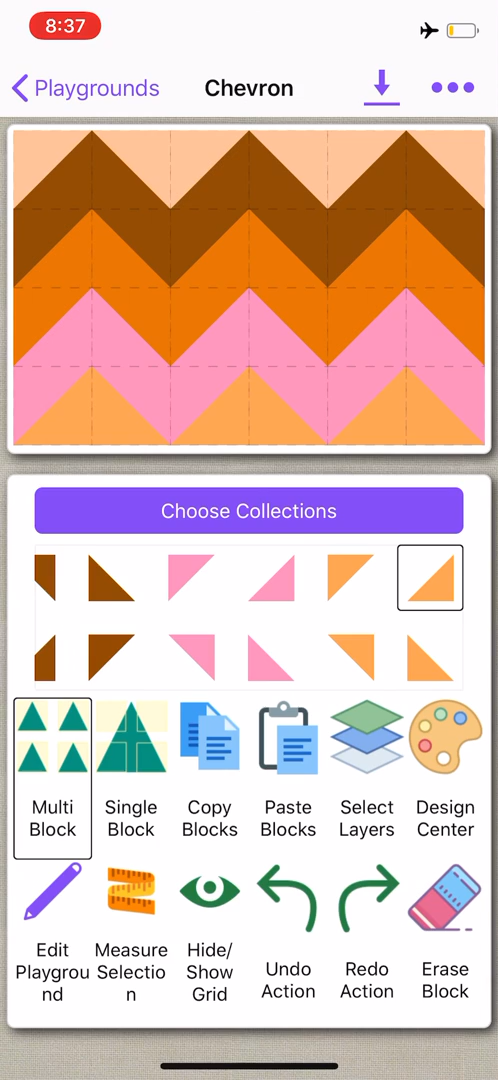 8:37
Playgrounds
Chevron
Choose Collections
Multi
Block
Single
Block
Copy
Blocks
Paste
Blocks
Select
Layers
Design
Center
Edit
Playgrou
nd
Measure
Selectio
n
Hide/
Show
Grid
Undo
Action
Redo
Action
Erase
Block